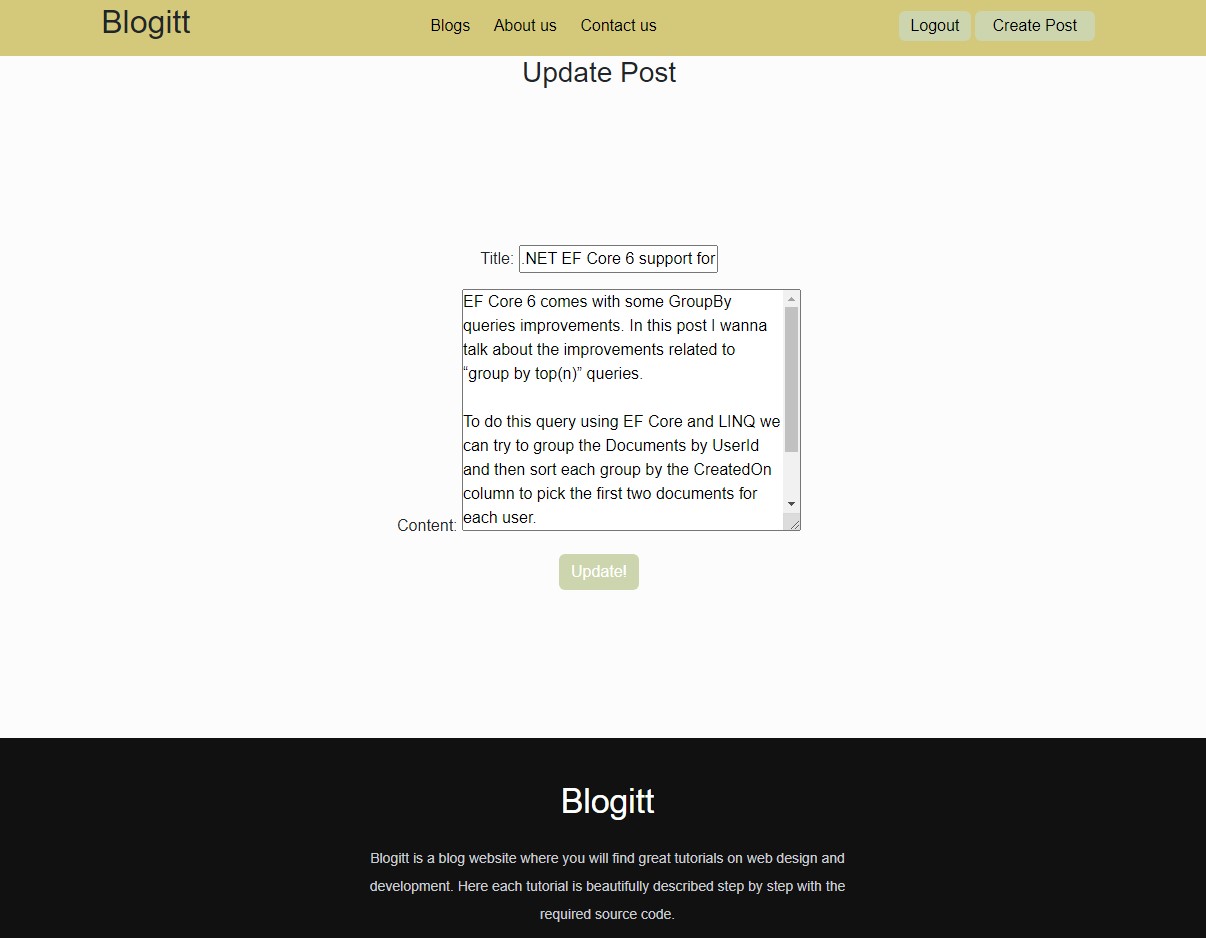 Blogitt
Blogs About us Contact us
Logout Create Post
Update Post
Title: .NET EF Core 6 support for
EF Core 6 comes with some GroupBy
queries improvements. In this post I wanna
talk about the improvements related to
“group by top(n)” queries.
To do this query using EF Core and LINQ we
can try to group the Documents by UserId
and then sort each group by the CreatedOn
column to pick the first two documents for
each user.
Content:
Update!
Blogitt
Blogitt is a blog website where you will find great tutorials on web design and
development. Here each tutorial is beautifully described step by step with the
required source code.